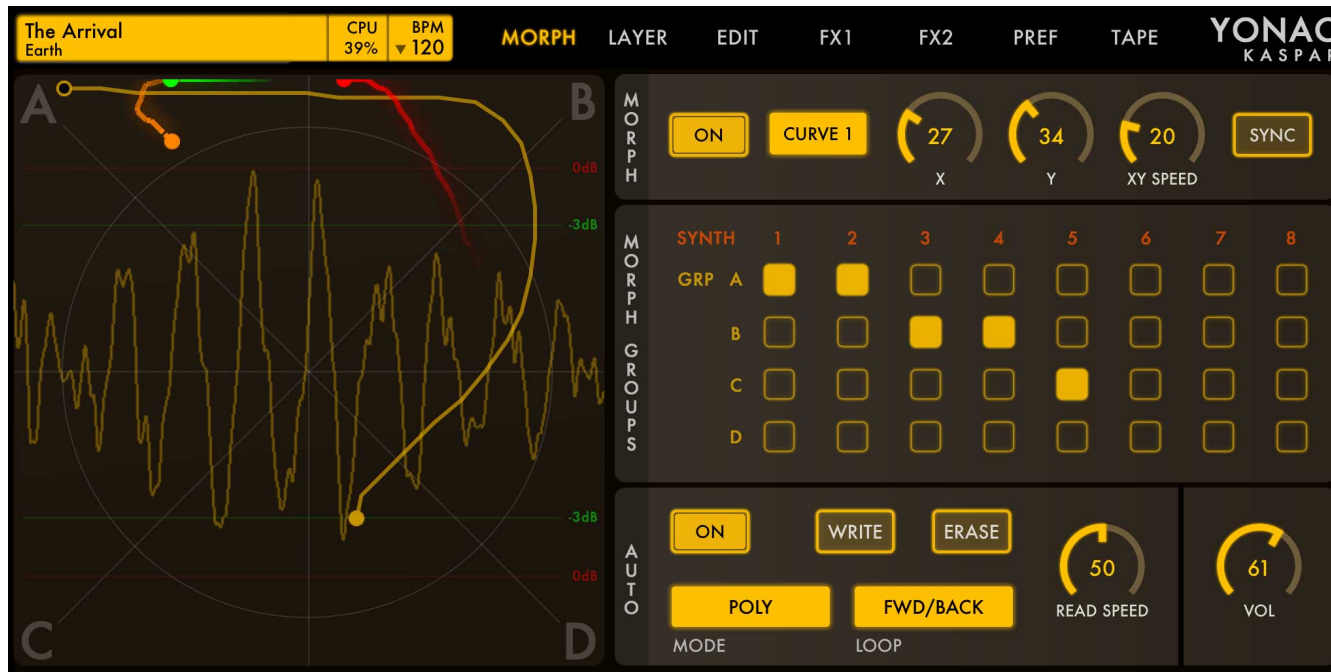 The Arrival
Earth
CPU
39%
BPM
▼120
MORPH LAYER EDIT FX1 FX2 PREF TAPE
YONAC
KASPAR
A
B
0dB
-3dB
-3dB
0dB
C
D
MORPH
ON
CURVE 1
27
X
34
Y
20
XY SPEED
SYNC
MORPH GROUPS
SYNTH 1 2 3 4 5 6 7 8
GRP A
B
C
D
AUTO
ON
WRITE
ERASE
POLY
MODE
FWD/BACK
LOOP
50
READ SPEED
61
VOL